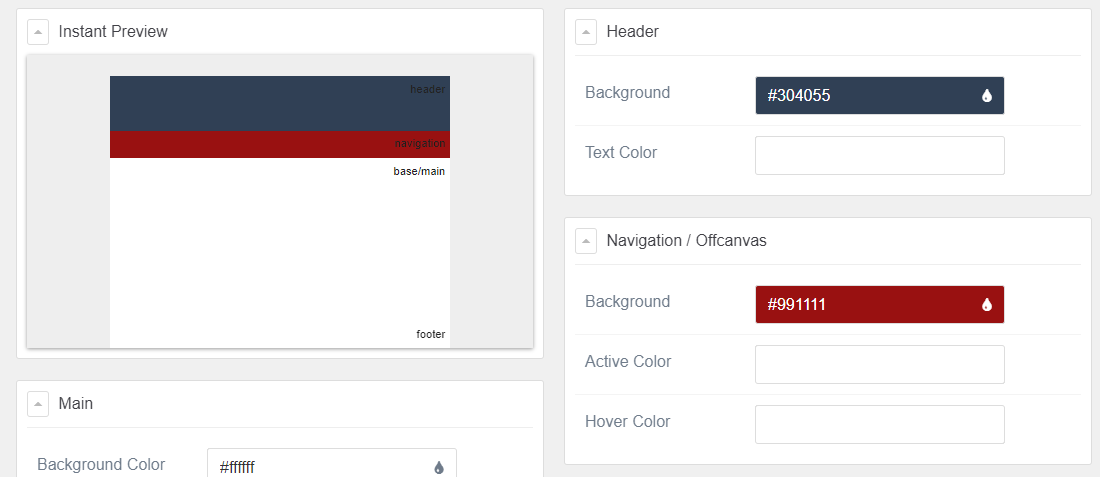 Instant Preview
header
navigation
base/main
footer
Main
Background Color
#ffffff
Header
Background
#304055
Text Color
Navigation / Offcanvas
Background
#991111
Active Color
Hover Color